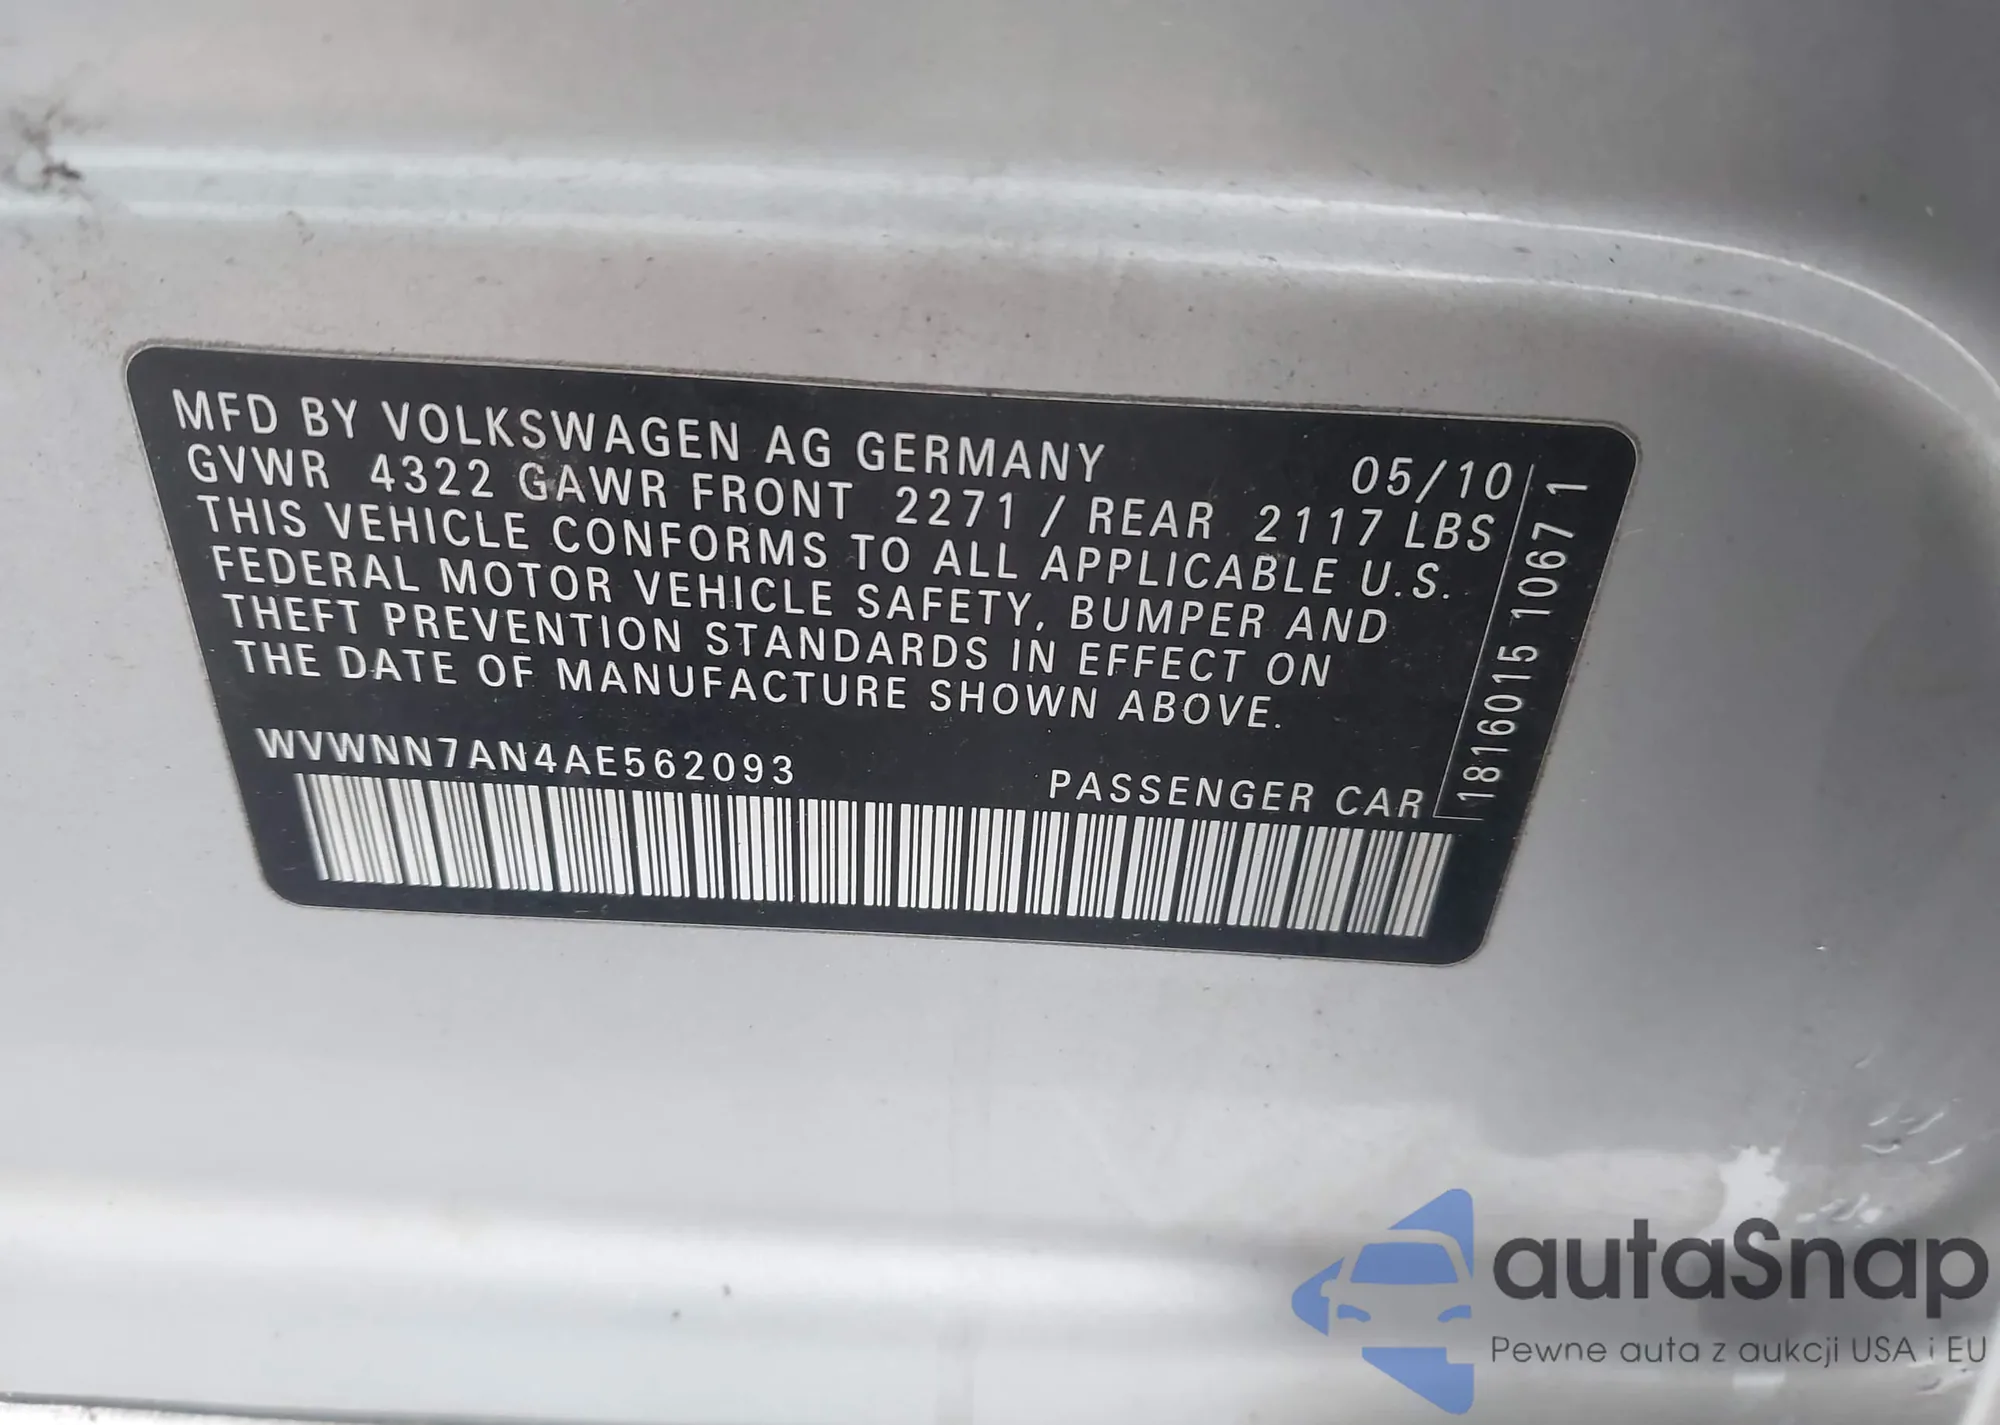 MFD BY VOLKSWAGEN AG GERMANY 05/10
GVWR 4322 GAWR FRONT 2271 / REAR 2117 LBS
THIS VEHICLE CONFORMS TO ALL APPLICABLE U.S.
FEDERAL MOTOR VEHICLE SAFETY, BUMPER AND
THEFT PREVENTION STANDARDS IN EFFECT ON
THE DATE OF MANUFACTURE SHOWN ABOVE.
WVWNN7AN4AE562093
PASSENGER CAR
1816015 10671
autaSnap
Pewne auta z aukcji USA i EU